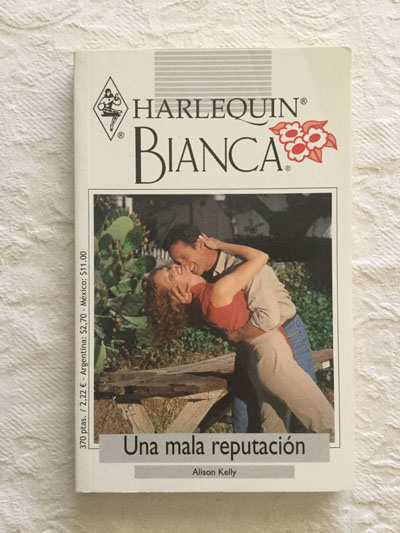 HARLEQUIN®
®
BIANCA®
370 ptas. / 2,22 € · Argentina: $2,70 · México: $11.00
Una mala reputación
Alison Kelly